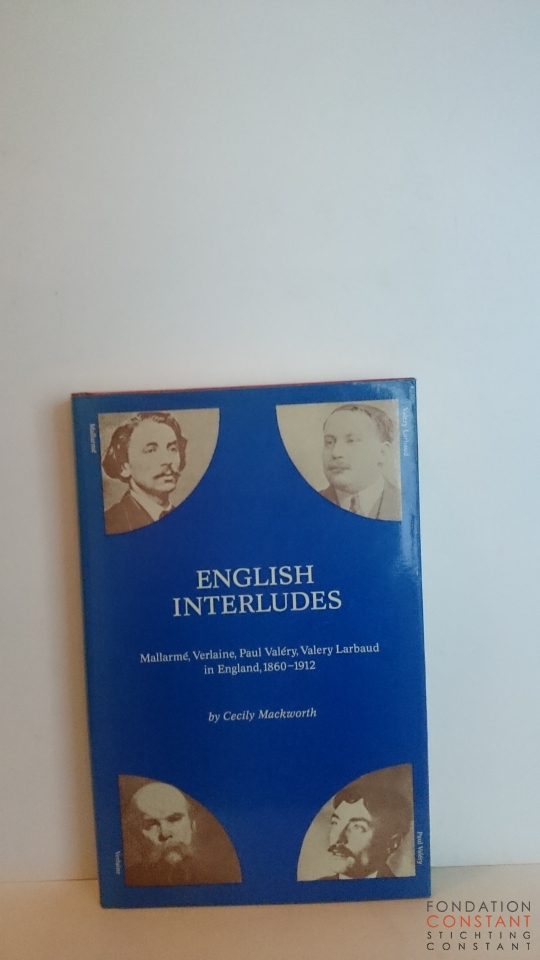 Mallarmé
Valery Larbaud
ENGLISH
INTERLUDES
Mallarmé, Verlaine, Paul Valéry, Valery Larbaud
in England, 1860–1912
by Cecily Mackworth
Verlaine
Paul Valéry
FONDATION
CONSTANT
STICHTING
CONSTANT